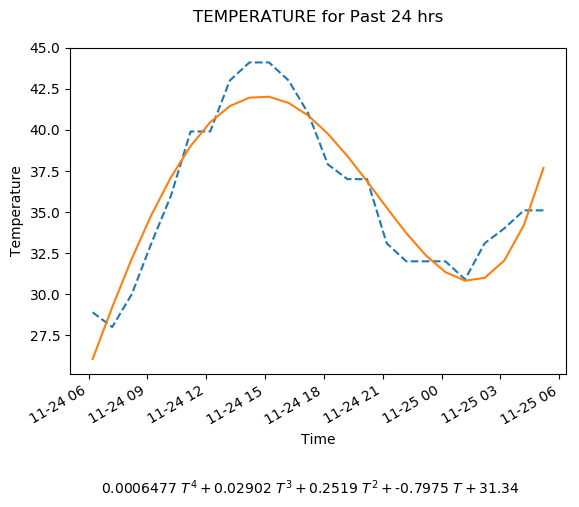 TEMPERATURE for Past 24 hrs
45.0
42.5
40.0
37.5
35.0
32.5
30.0
27.5
Temperature
11-24 06 11-24 09 11-24 12 11-24 15 11-24 18 11-24 21 11-25 00 11-25 03 11-25 06
Time
0.0006477 T⁴ + 0.02902 T³ + 0.2519 T² + -0.7975 T + 31.34